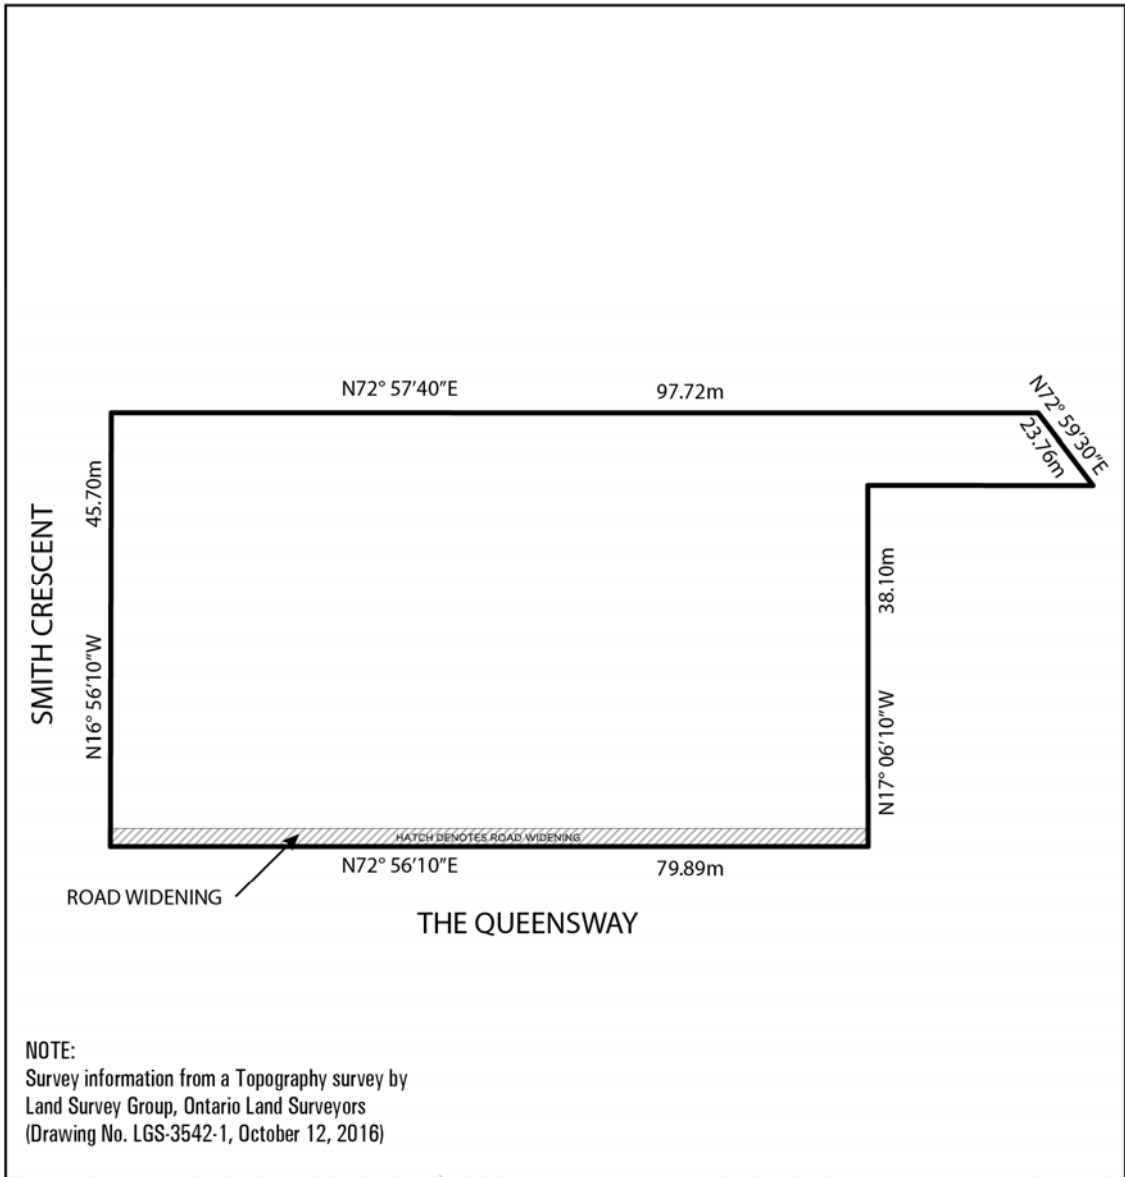 N72° 57'40"E 97.72m
N72° 59'30"E
23.76m
45.70m
SMITH CRESCENT
N16° 56'10"W
38.10m
N17° 06'10"W
HATCH DENOTES ROAD WIDENING
N72° 56'10"E 79.89m
ROAD WIDENING
THE QUEENSWAY
NOTE:
Survey information from a Topography survey by
Land Survey Group, Ontario Land Surveyors
(Drawing No. LGS-3542-1, October 12, 2016)